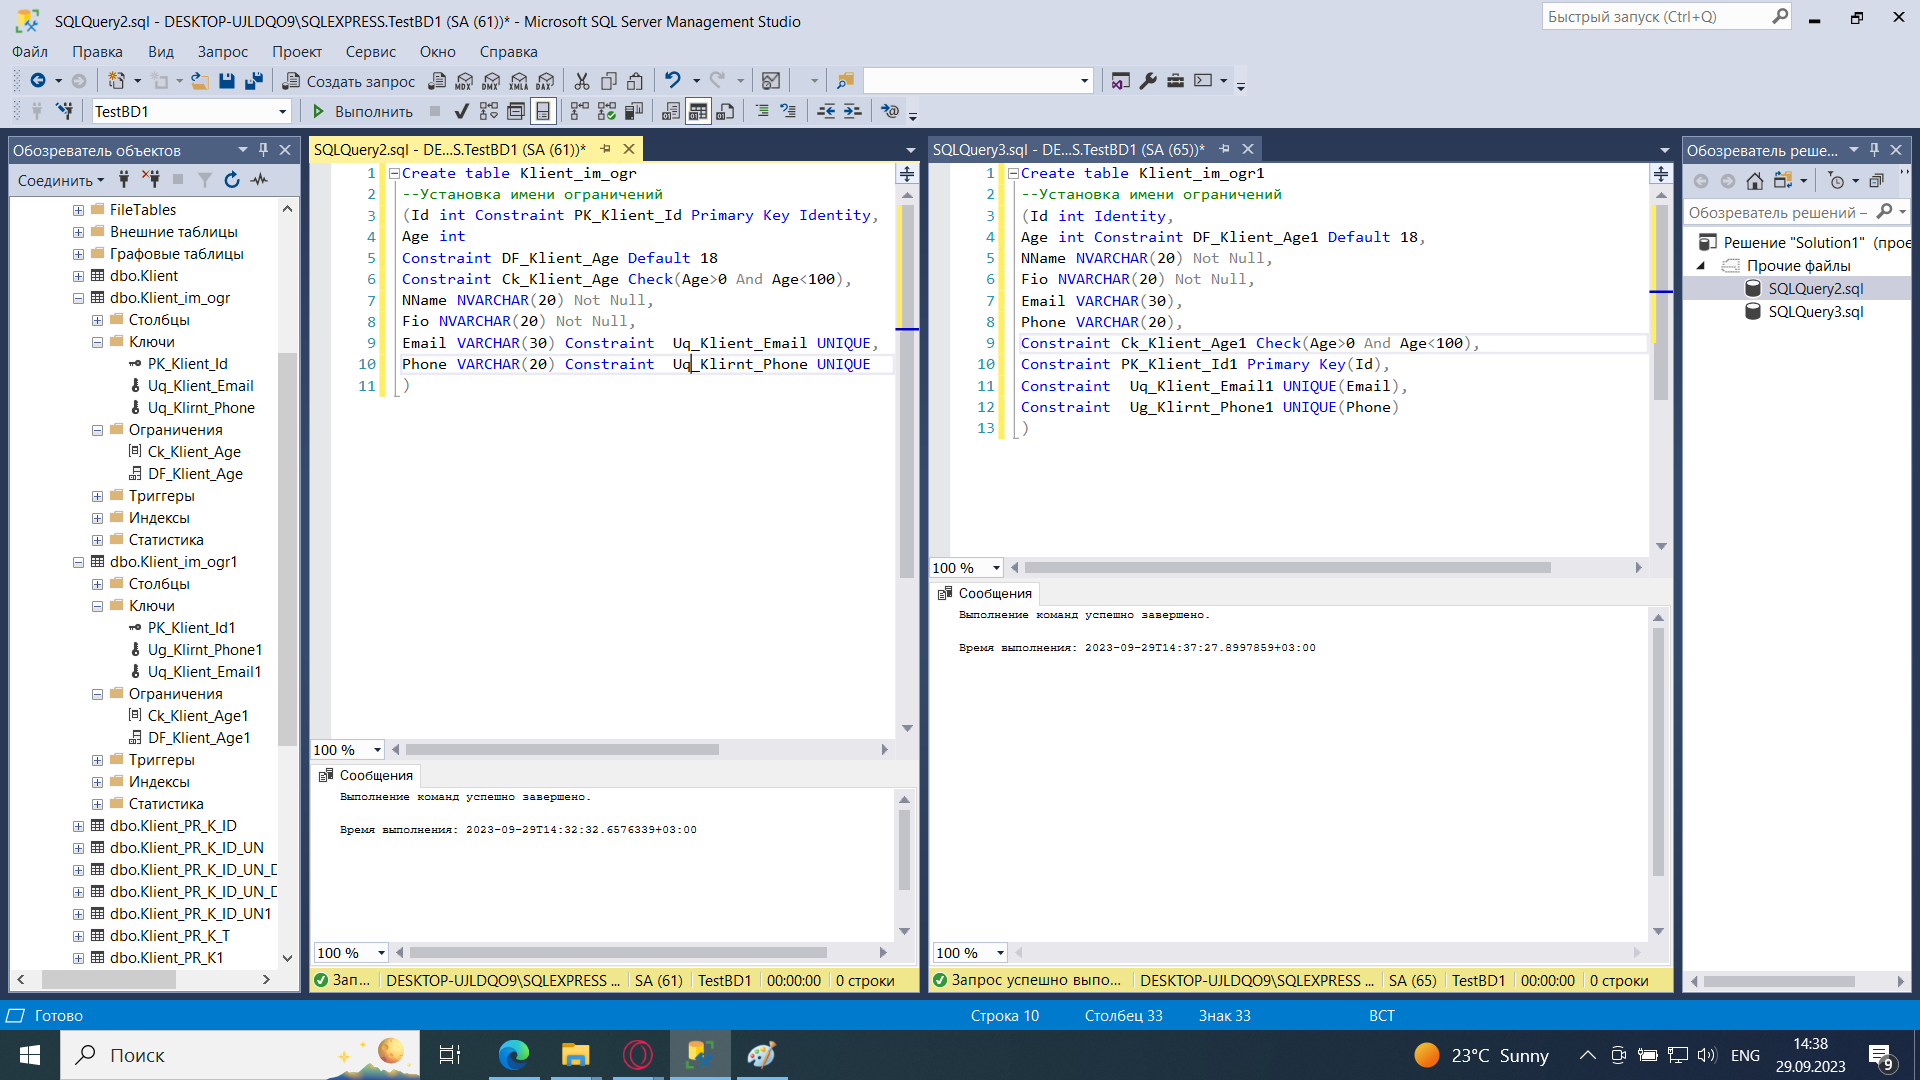 SQLQuery2.sql - DESKTOP-UJLDQO9\SQLEXPRESS.TestBD1 (SA (61))* - Microsoft SQL Server Management Studio
Быстрый запуск (Ctrl+Q)
Файл Правка Вид Запрос Проект Сервис Окно Справка
Создать запрос MDX DMX XMLA DAX
TestBD1 Выполнить
Обозреватель объектов
Соединить
FileTables
Внешние таблицы
Графовые таблицы
dbo.Klient
dbo.Klient_im_ogr
Столбцы
Ключи
PK_Klient_Id
Uq_Klient_Email
Uq_Klirnt_Phone
Ограничения
Ck_Klient_Age
DF_Klient_Age
Триггеры
Индексы
Статистика
dbo.Klient_im_ogr1
Столбцы
Ключи
PK_Klient_Id1
Ug_Klirnt_Phone1
Uq_Klient_Email1
Ограничения
Ck_Klient_Age1
DF_Klient_Age1
Триггеры
Индексы
Статистика
dbo.Klient_PR_K_ID
dbo.Klient_PR_K_ID_UN
dbo.Klient_PR_K_ID_UN_D
dbo.Klient_PR_K_ID_UN_D
dbo.Klient_PR_K_ID_UN1
dbo.Klient_PR_K_T
dbo.Klient_PR_K1
SQLQuery2.sql - DE...S.TestBD1 (SA (61))*
1 Create table Klient_im_ogr
2 --Установка имени ограничений
3 (Id int Constraint PK_Klient_Id Primary Key Identity,
4 Age int
5 Constraint DF_Klient_Age Default 18
6 Constraint Ck_Klient_Age Check(Age>0 And Age<100),
7 NName NVARCHAR(20) Not Null,
8 Fio NVARCHAR(20) Not Null,
9 Email VARCHAR(30) Constraint  Uq_Klient_Email UNIQUE,
10 Phone VARCHAR(20) Constraint  Uq_Klirnt_Phone UNIQUE
11 )
100 %
Сообщения
Выполнение команд успешно завершено.
Время выполнения: 2023-09-29T14:32:32.6576339+03:00
100 %
Зап... DESKTOP-UJLDQO9\SQLEXPRESS ... SA (61) TestBD1 00:00:00 0 строки
SQLQuery3.sql - DE...S.TestBD1 (SA (65))*
1 Create table Klient_im_ogr1
2 --Установка имени ограничений
3 (Id int Identity,
4 Age int Constraint DF_Klient_Age1 Default 18,
5 NName NVARCHAR(20) Not Null,
6 Fio NVARCHAR(20) Not Null,
7 Email VARCHAR(30),
8 Phone VARCHAR(20),
9 Constraint Ck_Klient_Age1 Check(Age>0 And Age<100),
10 Constraint PK_Klient_Id1 Primary Key(Id),
11 Constraint  Uq_Klient_Email1 UNIQUE(Email),
12 Constraint  Ug_Klirnt_Phone1 UNIQUE(Phone)
13 )
100 %
Сообщения
Выполнение команд успешно завершено.
Время выполнения: 2023-09-29T14:37:27.8997859+03:00
100 %
Запрос успешно выпо... DESKTOP-UJLDQO9\SQLEXPRESS ... SA (65) TestBD1 00:00:00 0 строки
Обозреватель реше...
Обозреватель решений –
Решение "Solution1" (прое
Прочие файлы
SQLQuery2.sql
SQLQuery3.sql
Готово Строка 10 Столбец 33 Знак 33 ВСТ
Поиск 23°C Sunny ENG 14:38
29.09.2023 9